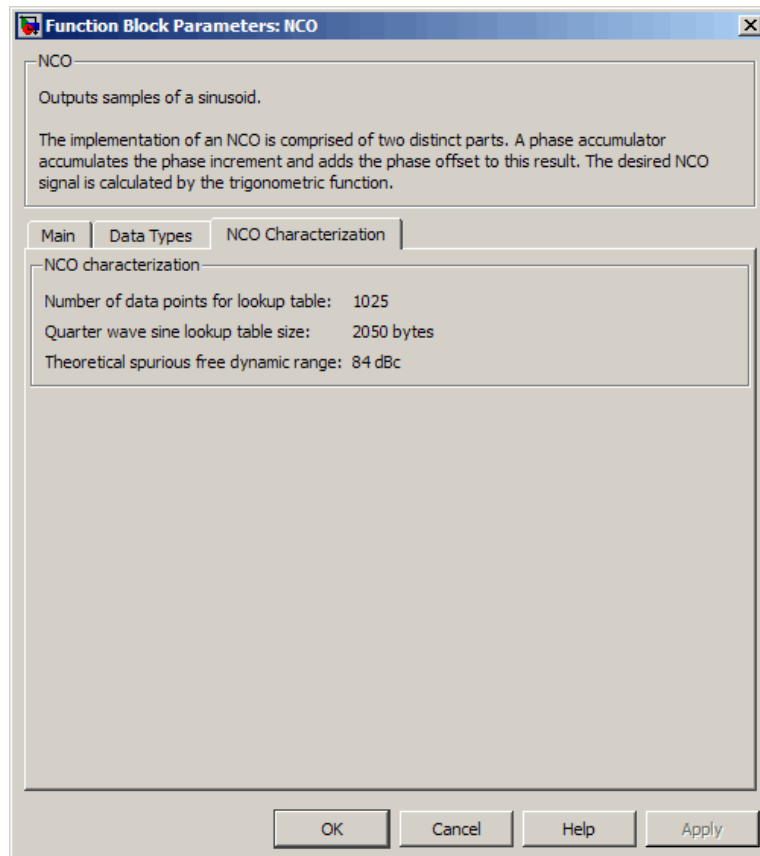 Function Block Parameters: NCO
NCO
Outputs samples of a sinusoid.
The implementation of an NCO is comprised of two distinct parts. A phase accumulator
accumulates the phase increment and adds the phase offset to this result. The desired NCO
signal is calculated by the trigonometric function.
Main Data Types NCO Characterization
NCO characterization
Number of data points for lookup table: 1025
Quarter wave sine lookup table size: 2050 bytes
Theoretical spurious free dynamic range: 84 dBc
OK Cancel Help Apply